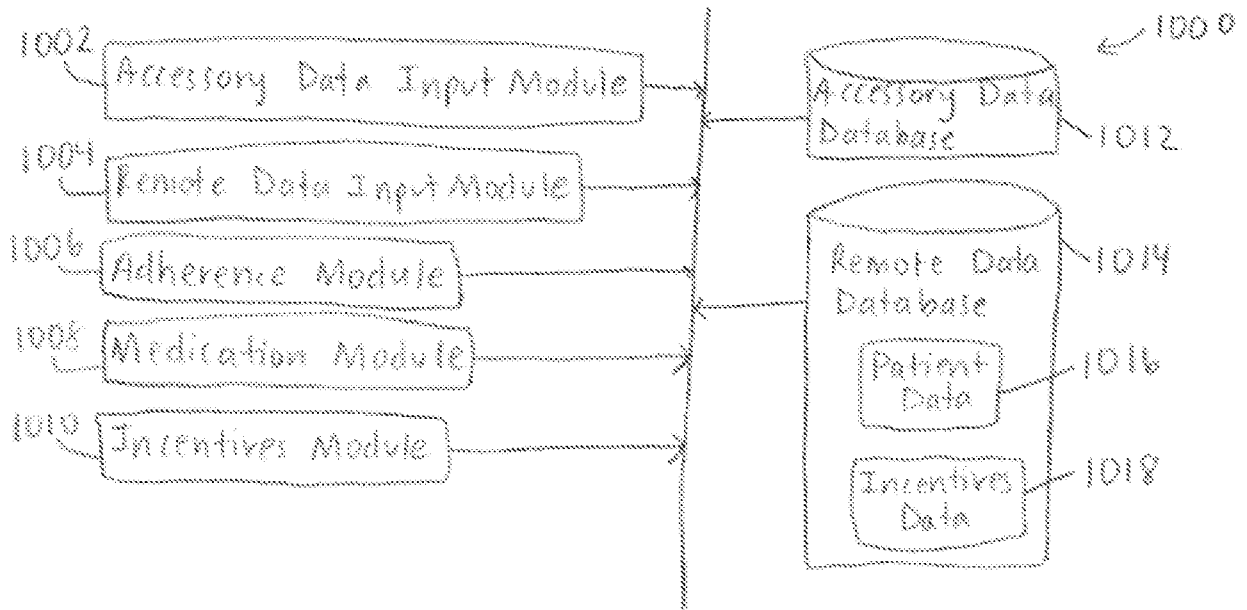 1000
1002
Accessory Data Input Module
1004
Remote Data Input Module
1006
Adherence Module
1008
Medication Module
1010
Incentives Module
Accessory Data
Database
1012
Remote Data
Database
1014
Patient
Data
1016
Incentives
Data
1018